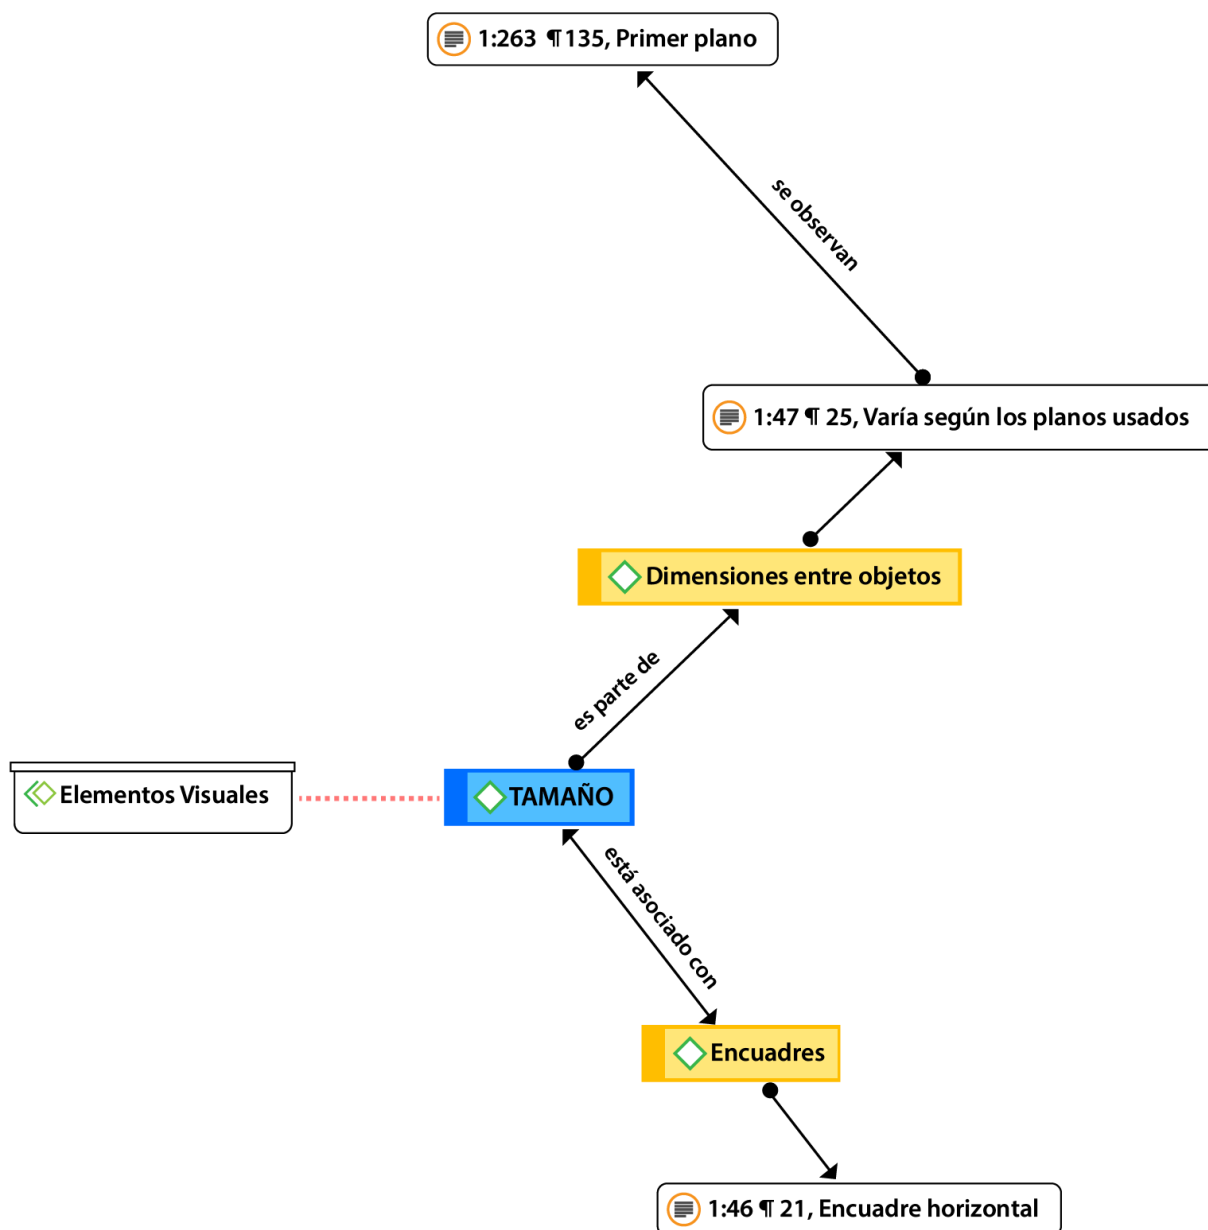 1:263 ¶ 135, Primer plano
se observan
1:47 ¶ 25, Varía según los planos usados
Dimensiones entre objetos
es parte de
Elementos Visuales
TAMAÑO
está asociado con
Encuadres
1:46 ¶ 21, Encuadre horizontal